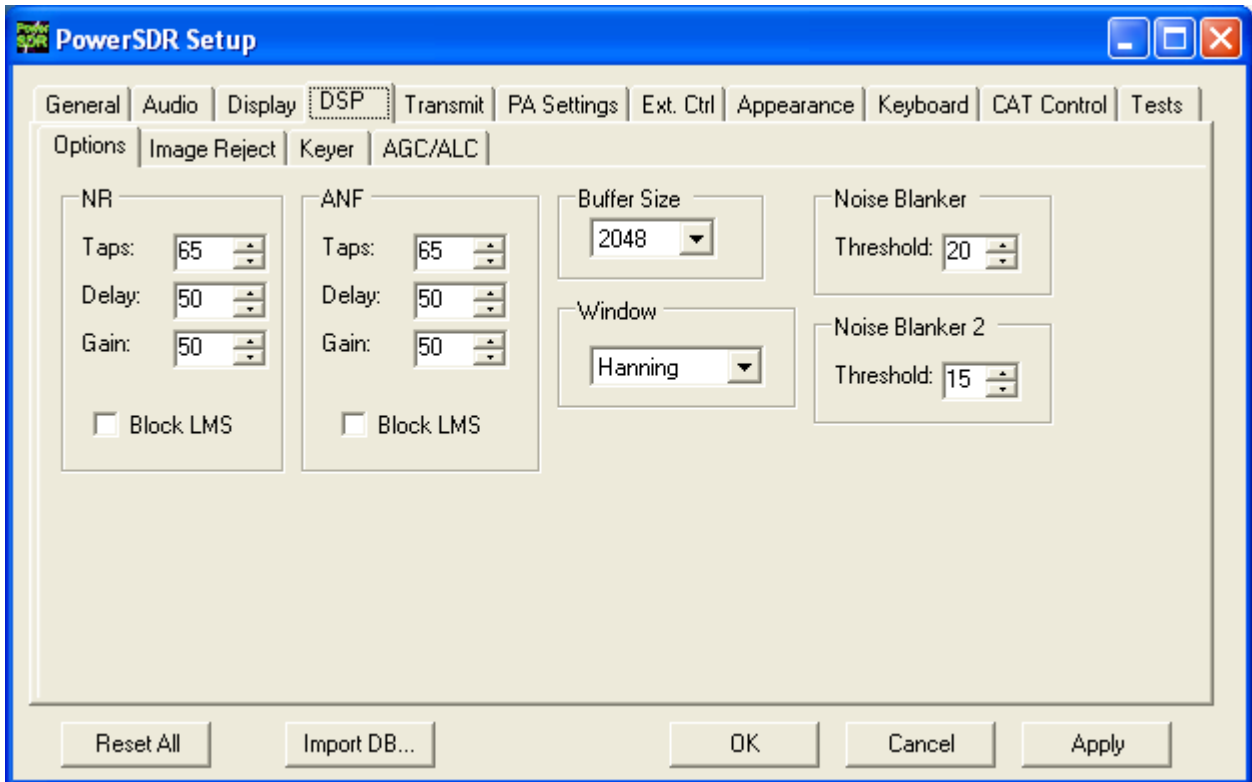 PowerSDR Setup
General Audio Display DSP Transmit PA Settings Ext. Ctrl Appearance Keyboard CAT Control Tests
Options Image Reject Keyer AGC/ALC
NR
Taps: 65
Delay: 50
Gain: 50
Block LMS
ANF
Taps: 65
Delay: 50
Gain: 50
Block LMS
Buffer Size
2048
Window
Hanning
Noise Blanker
Threshold: 20
Noise Blanker 2
Threshold: 15
Reset All Import DB... OK Cancel Apply